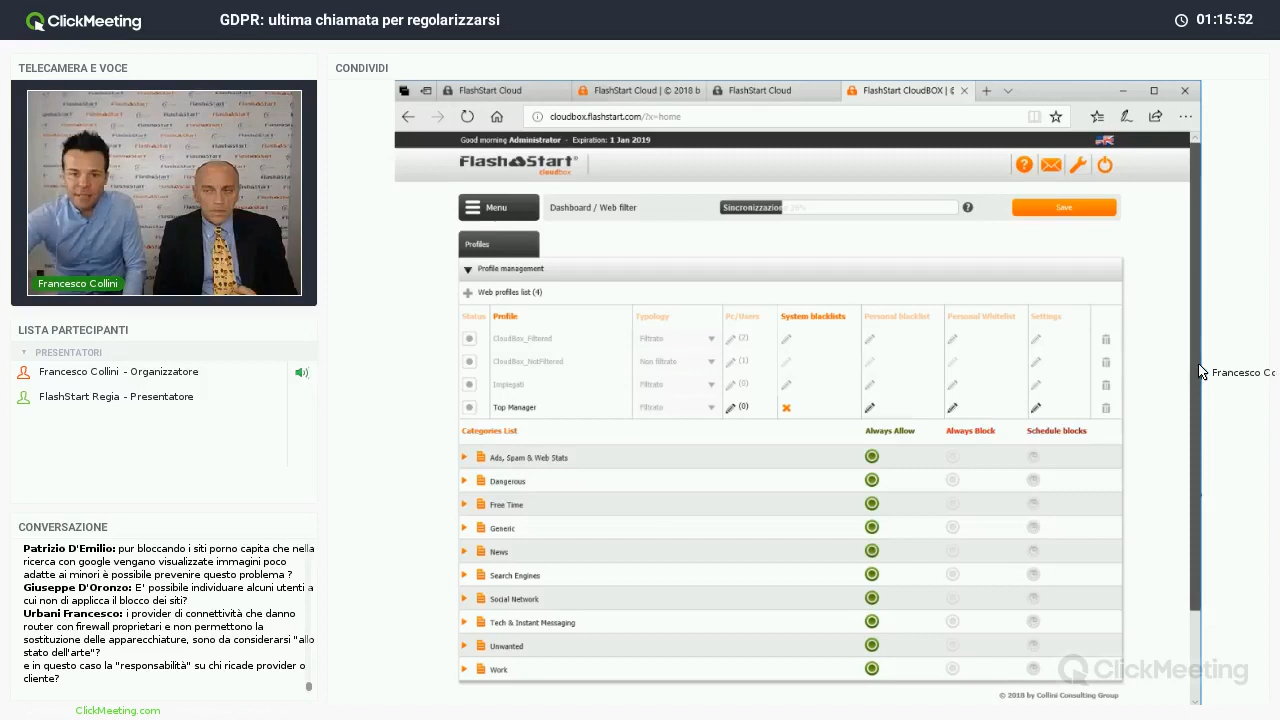 ClickMeeting
GDPR: ultima chiamata per regolarizzarsi
01:15:52
TELECAMERA E VOCE
Francesco Collini
LISTA PARTECIPANTI
PRESENTATORI
Francesco Collini - Organizzatore
FlashStart Regia - Presentatore
CONVERSAZIONE
Patrizio D'Emilio: pur bloccando i siti porno capita che nella
ricerca con google vengano visualizzate immagini poco
adatte ai minori è possibile prevenire questo problema ?
Giuseppe D'Oronzo: E' possibile individuare alcuni utenti a
cui non di applicca il blocco dei siti?
Urbani Francesco: i provider di connettività che danno
router con firewall proprietari e non permettono la
sostituzione delle apparecchiature, sono da considerarsi "allo
stato dell'arte"?
e in questo caso la "responsabilità" su chi ricade provider o
cliente?
ClickMeeting.com
CONDIVIDI
FlashStart Cloud
FlashStart Cloud | © 2018 b
FlashStart Cloud
FlashStart CloudBOX | ©
cloudbox.flashstart.com/?x=home
Good morning Administrator - Expiration: 1 Jan 2019
FlashStart
cloudbox
Menu
Dashboard / Web filter
Sincronizzazione 26%
Save
Profiles
Profile management
Web profiles list (4)
Status Profile Typology Pc/Users System blacklists Personal blacklist Personal Whitelist Settings
CloudBox_Filtered Filtrato (2)
CloudBox_NotFiltered Non filtrato (1)
Impiegati Filtrato (0)
Top Manager Filtrato (0)
Categories List Always Allow Always Block Schedule blocks
Ads, Spam & Web Stats
Dangerous
Free Time
Generic
News
Search Engines
Social Network
Tech & Instant Messaging
Unwanted
Work
© 2018 by Collini Consulting Group
Francesco Cc
ClickMeeting